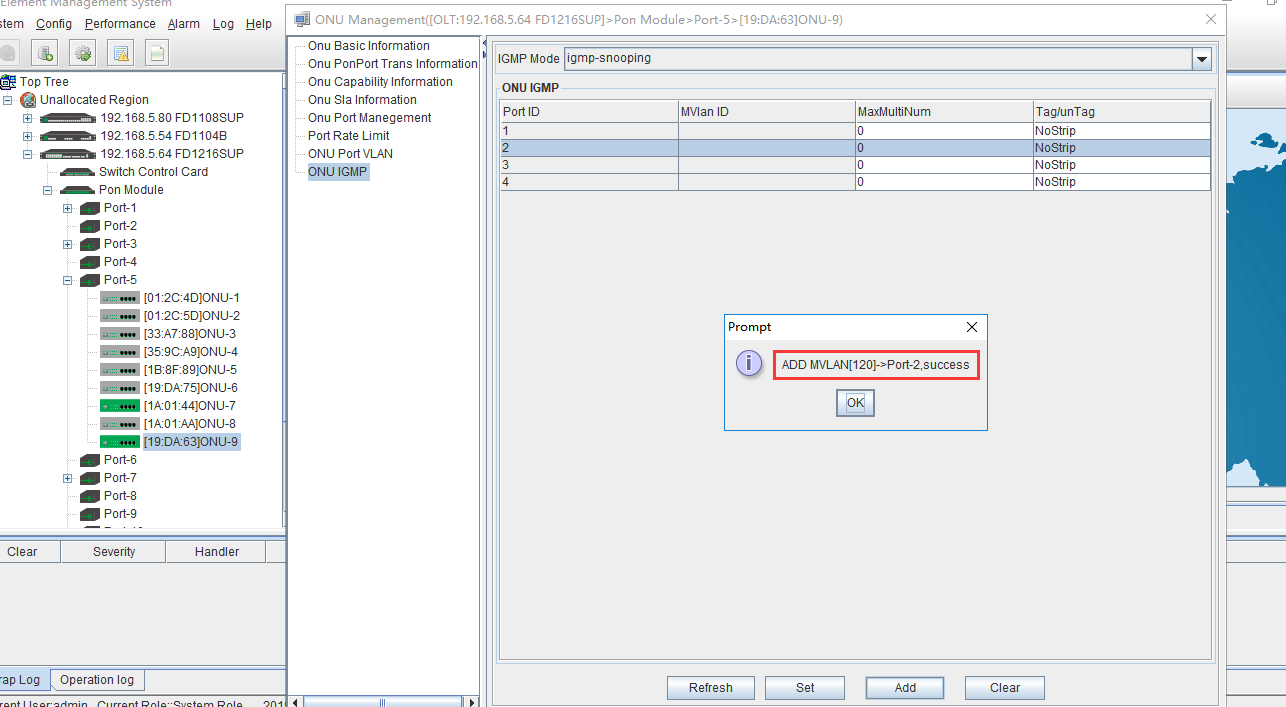 Element Management System
stem Config Performance Alarm Log Help
Top Tree
Unallocated Region
192.168.5.80 FD1108SUP
192.168.5.54 FD1104B
192.168.5.64 FD1216SUP
Switch Control Card
Pon Module
Port-1
Port-2
Port-3
Port-4
Port-5
[01:2C:4D]ONU-1
[01:2C:5D]ONU-2
[33:A7:88]ONU-3
[35:9C:A9]ONU-4
[1B:8F:89]ONU-5
[19:DA:75]ONU-6
[1A:01:44]ONU-7
[1A:01:AA]ONU-8
[19:DA:63]ONU-9
Port-6
Port-7
Port-8
Port-9
Clear Severity Handler
rap Log Operation log
rent User:admin Current Role::System Role 201
ONU Management([OLT:192.168.5.64 FD1216SUP]>Pon Module>Port-5>[19:DA:63]ONU-9)
Onu Basic Information
Onu PonPort Trans Information
Onu Capability Information
Onu Sla Information
Onu Port Menagement
Port Rate Limit
ONU Port VLAN
ONU IGMP
IGMP Mode igmp-snooping
ONU IGMP
Port ID MVlan ID MaxMultiNum Tag/unTag
1 0 NoStrip
2 0 NoStrip
3 0 NoStrip
4 0 NoStrip
Prompt
ADD MVLAN[120]->Port-2,success
OK
Refresh Set Add Clear